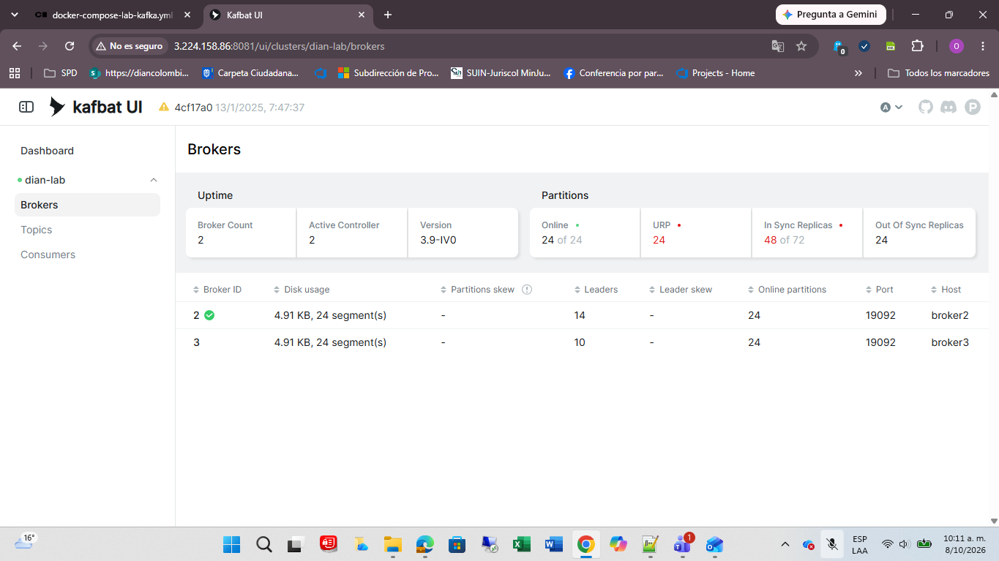 docker-compose-lab-kafka.yml
Kafbat UI
Pregunta a Gemini
No es seguro
3.224.158.86:8081/ui/clusters/dian-lab/brokers
0
O
SPD
https://diancolombi...
Carpeta Ciudadana...
Subdirección de Pro...
SUIN-Juriscol MinJu...
Conferencia por par...
Projects - Home
Todos los marcadores
kafbat UI
4cf17a0 13/1/2025, 7:47:37
A
Dashboard
dian-lab
Brokers
Topics
Consumers
Brokers
Uptime
Broker Count
2
Active Controller
2
Version
3.9-IV0
Partitions
Online
24 of 24
URP
24
In Sync Replicas
48 of 72
Out Of Sync Replicas
24
Broker ID Disk usage Partitions skew Leaders Leader skew Online partitions Port Host
2 4.91 KB, 24 segment(s) - 14 - 24 19092 broker2
3 4.91 KB, 24 segment(s) - 10 - 24 19092 broker3
16°
1
ESP
LAA
10:11 a. m.
8/10/2026